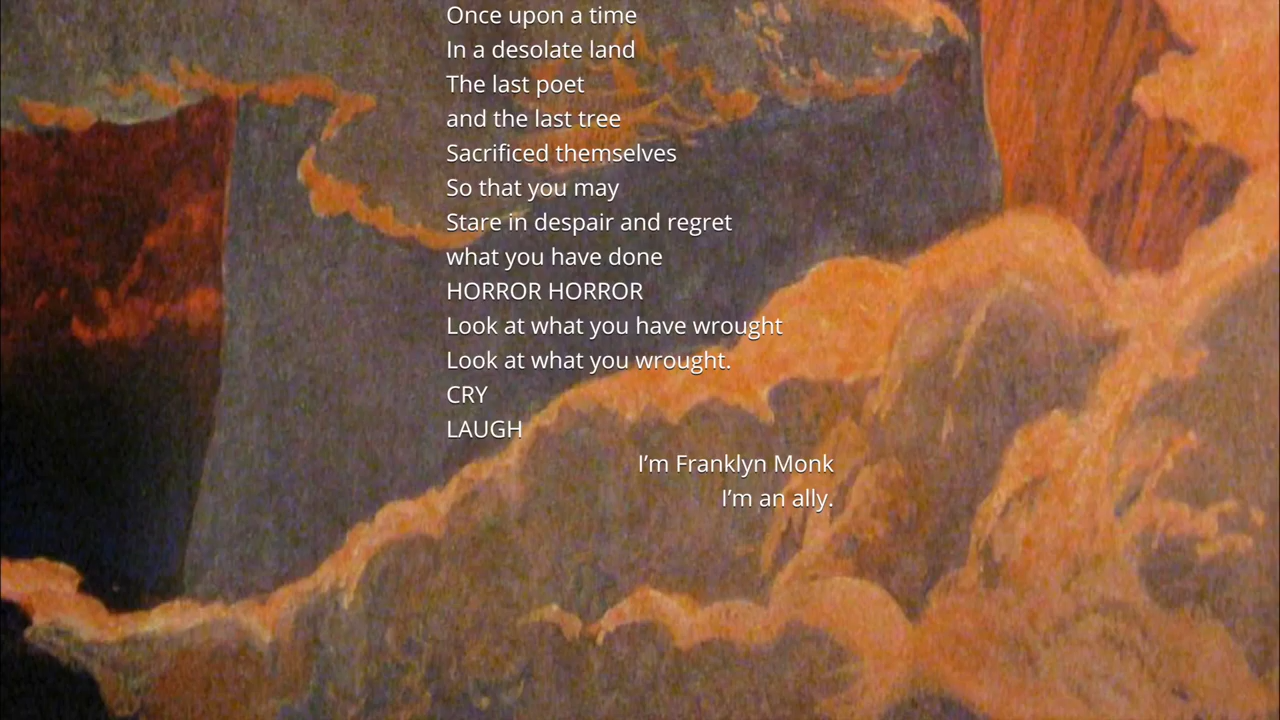 Once upon a time
In a desolate land
The last poet
and the last tree
Sacrificed themselves
So that you may
Stare in despair and regret
what you have done
HORROR HORROR
Look at what you have wrought
Look at what you wrought.
CRY
LAUGH
I’m Franklyn Monk
I’m an ally.